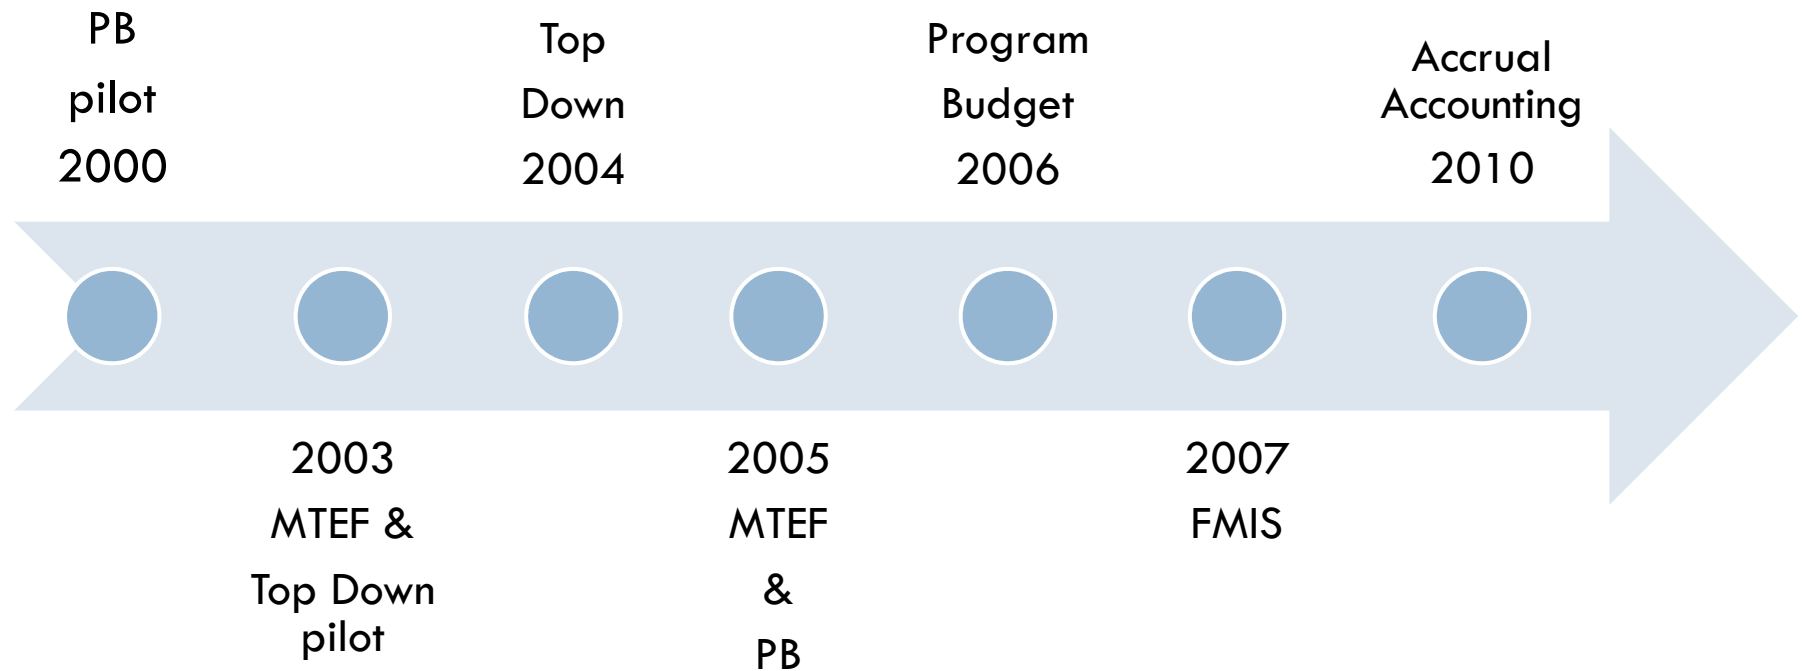 PB
pilot
2000
Top
Down
2004
Program
Budget
2006
Accrual
Accounting
2010
2003
MTEF &
Top Down
pilot
2005
MTEF
&
PB
2007
FMIS